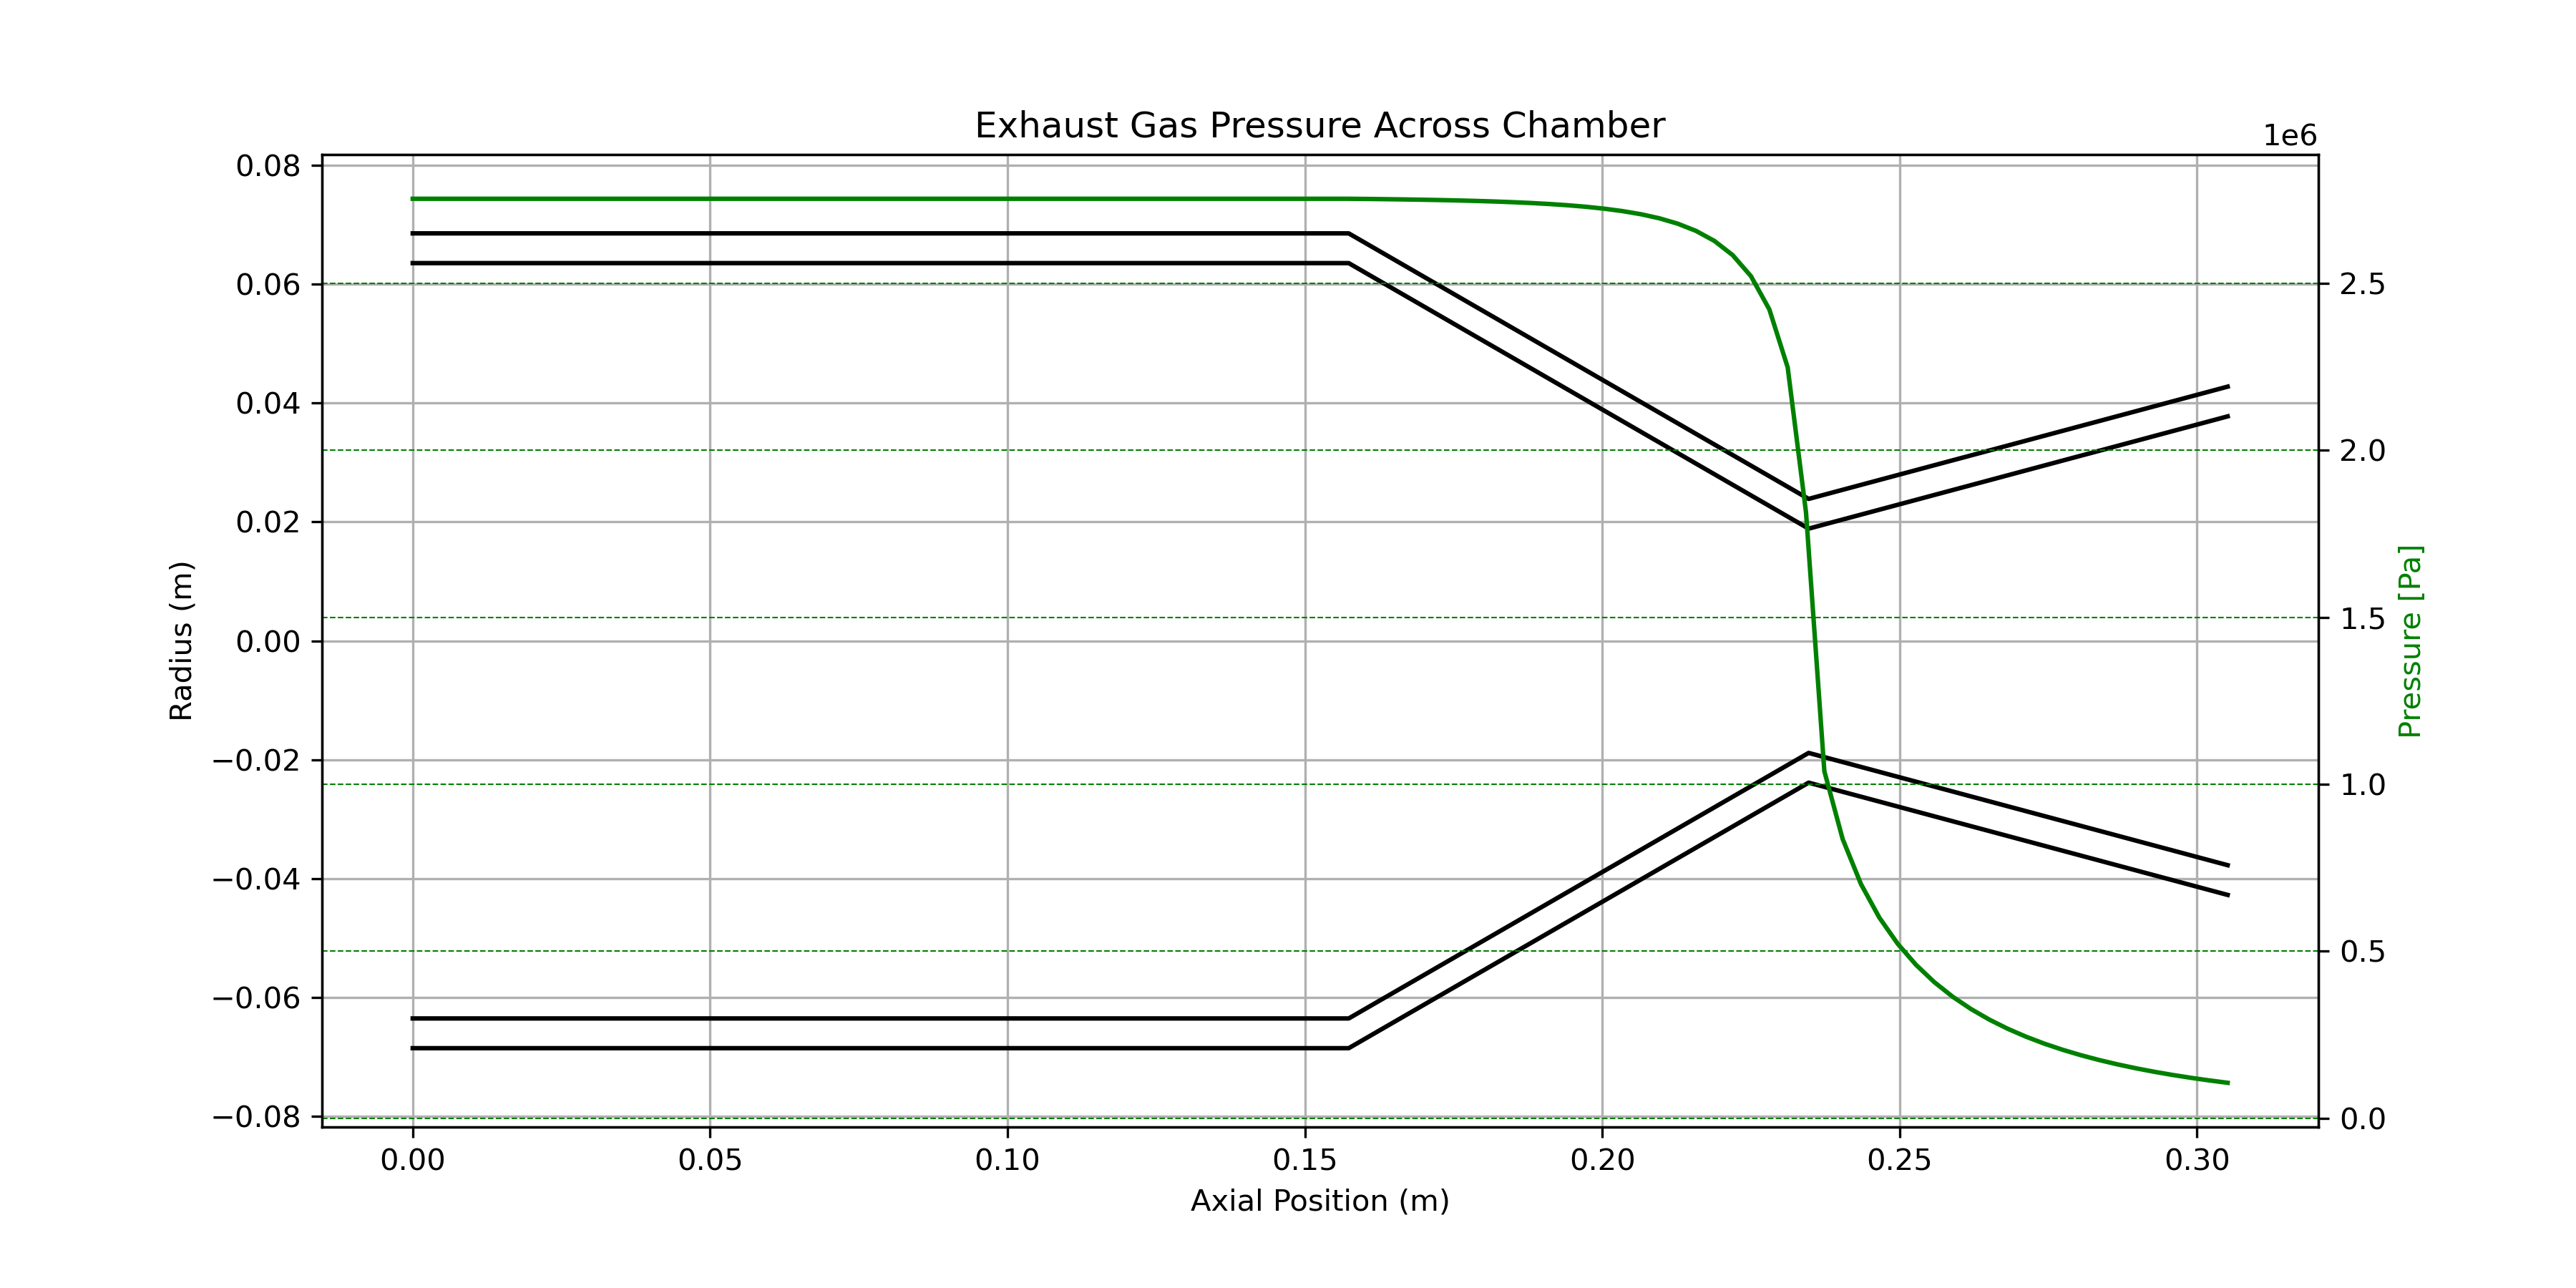 Exhaust Gas Pressure Across Chamber
1e6
0.08
0.06
0.04
0.02
0.00
−0.02
−0.04
−0.06
−0.08
Radius (m)
2.5
2.0
1.5
1.0
0.5
0.0
Pressure [Pa]
0.00 0.05 0.10 0.15 0.20 0.25 0.30
Axial Position (m)